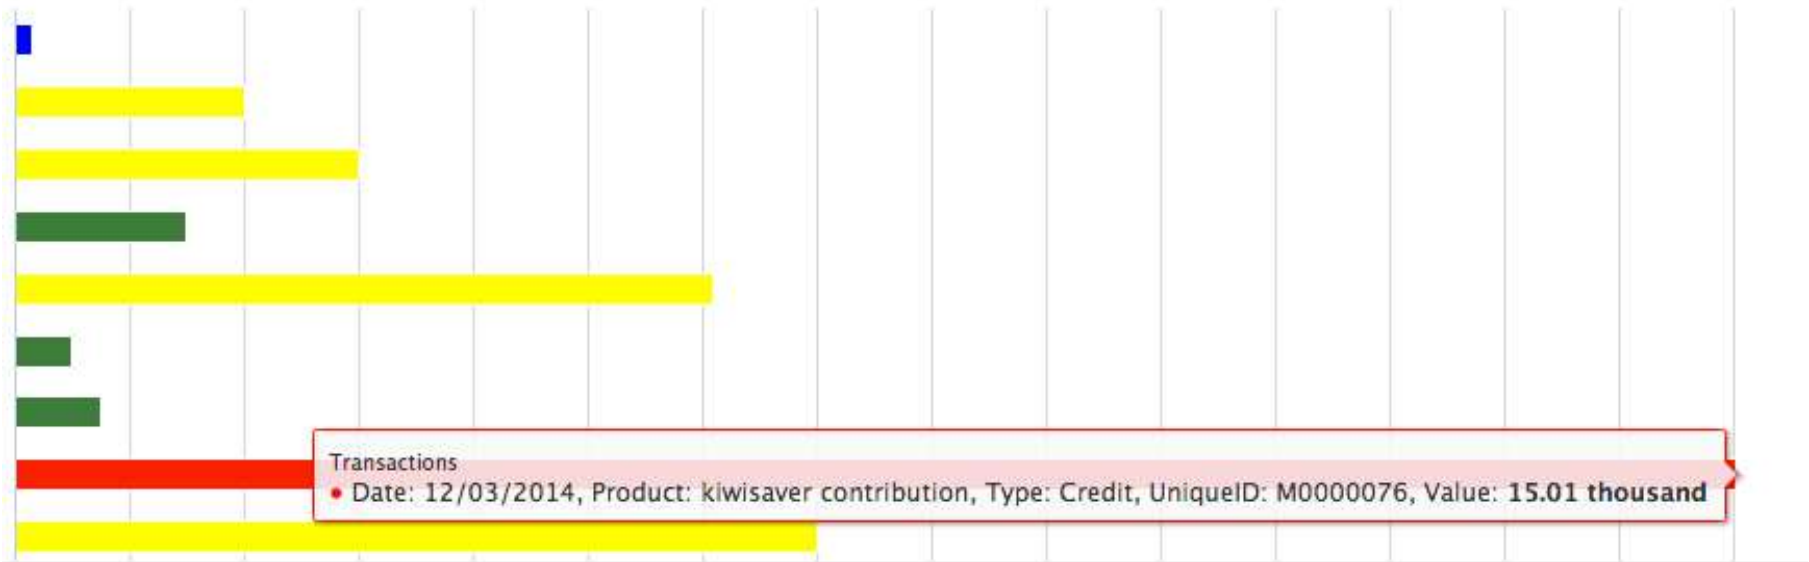 Transactions
● Date: 12/03/2014, Product: kiwisaver contribution, Type: Credit, UniqueID: M0000076, Value: 15.01 thousand